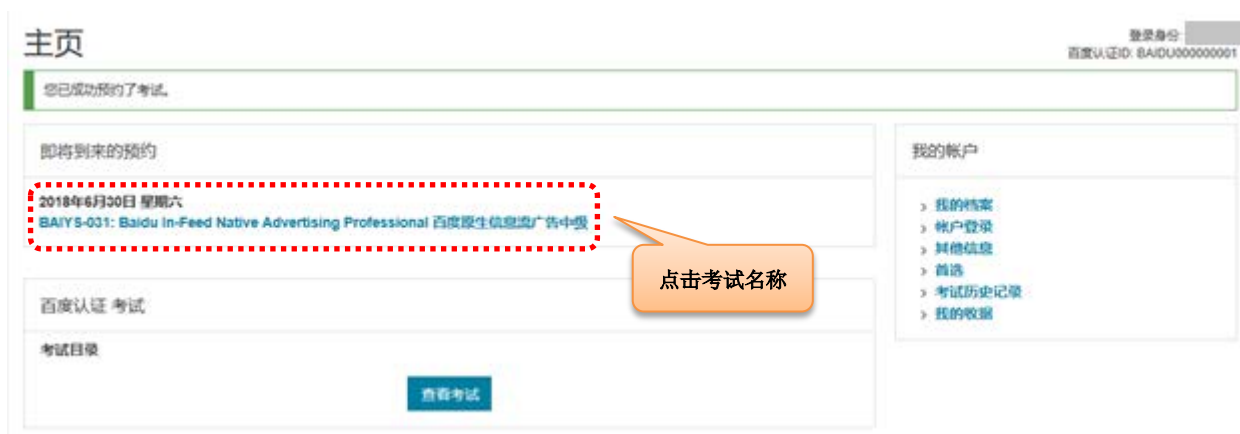 主页
登录身份:
百度认证ID: BAIDU000000001
您已成功预约了考试。
即将到来的预约
2018年6月30日 星期六
BAIYS-031: Baidu In-Feed Native Advertising Professional 百度原生信息流广告中级
点击考试名称
百度认证 考试
考试目录
查看考试
我的帐户
› 我的档案
› 帐户登录
› 其他信息
› 首选
› 考试历史记录
› 我的收据